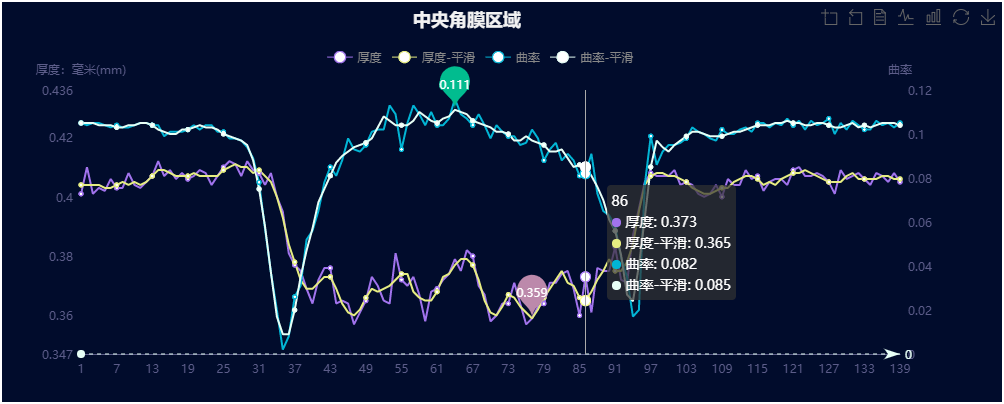 中央角膜区域
厚度 厚度-平滑 曲率 曲率-平滑
厚度：毫米(mm) 曲率
0.436 0.12
0.42 0.1
0.4 0.08
0.38 0.06
0.36 0.04
0.347 0.02
0
0.111
0.359
86
厚度: 0.373
厚度-平滑: 0.365
曲率: 0.082
曲率-平滑: 0.085
0
1 7 13 19 25 31 37 43 49 55 61 67 73 79 85 91 97 103 109 115 121 127 133 139